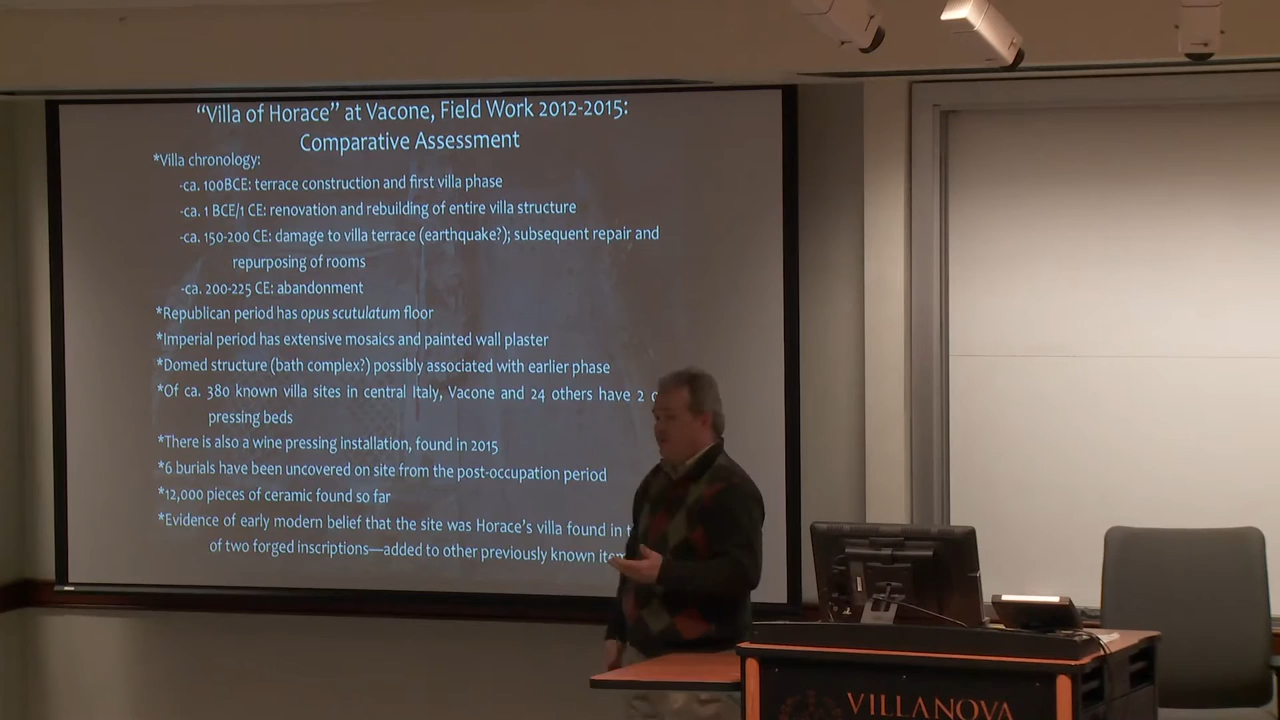 “Villa of Horace” at Vacone, Field Work 2012-2015:
Comparative Assessment
*Villa chronology:
-ca. 100BCE: terrace construction and first villa phase
-ca. 1 BCE/1 CE: renovation and rebuilding of entire villa structure
-ca. 150-200 CE: damage to villa terrace (earthquake?); subsequent repair and
repurposing of rooms
-ca. 200-225 CE: abandonment
*Republican period has opus scutulatum floor
*Imperial period has extensive mosaics and painted wall plaster
*Domed structure (bath complex?) possibly associated with earlier phase
*Of ca. 380 known villa sites in central Italy, Vacone and 24 others have 2
pressing beds
*There is also a wine pressing installation, found in 2015
*6 burials have been uncovered on site from the post-occupation period
*12,000 pieces of ceramic found so far
*Evidence of early modern belief that the site was Horace's villa found in
of two forged inscriptions—added to other previously known
VILLANOVA